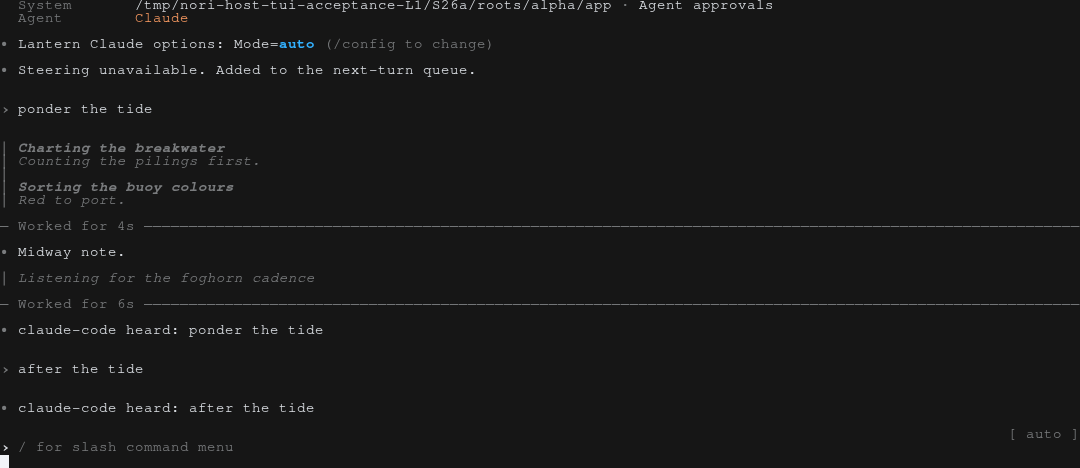 System /tmp/nori-host-tui-acceptance-L1/S26a/roots/alpha/app · Agent approvals
Agent Claude
• Lantern Claude options: Mode=auto (/config to change)
• Steering unavailable. Added to the next-turn queue.
› ponder the tide
│ Charting the breakwater
│ Counting the pilings first.
│
│ Sorting the buoy colours
│ Red to port.
─ Worked for 4s ─
• Midway note.
│ Listening for the foghorn cadence
─ Worked for 6s ─
• claude-code heard: ponder the tide
› after the tide
• claude-code heard: after the tide
[ auto ]
› / for slash command menu